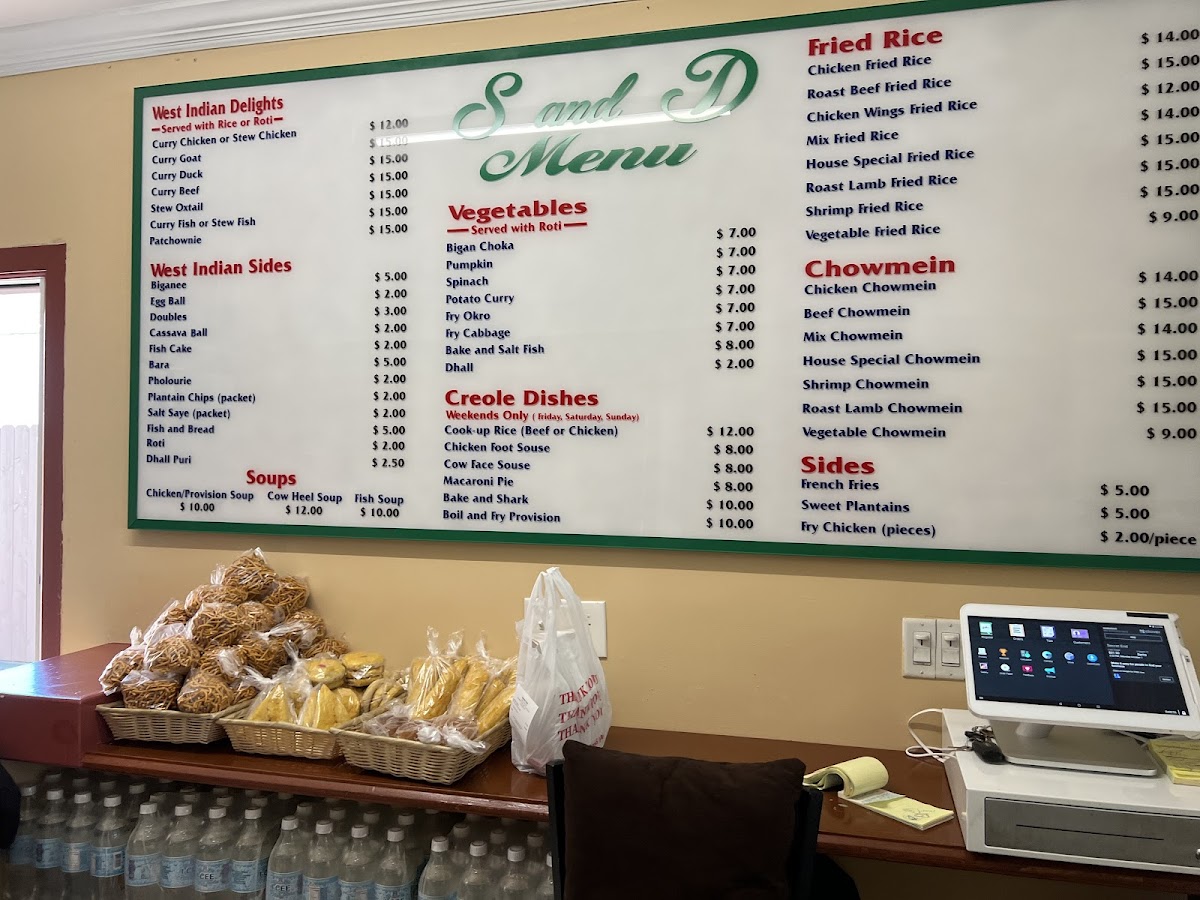 S and D
Menu
West Indian Delights
Served with Rice or Roti
Curry Chicken or Stew Chicken $ 12.00
Curry Goat $ 15.00
Curry Duck $ 15.00
Curry Beef $ 15.00
Stew Oxtail $ 15.00
Curry Fish or Stew Fish $ 15.00
Patchownie $ 15.00
West Indian Sides
Biganee $ 5.00
Egg Ball $ 2.00
Doubles $ 3.00
Cassava Ball $ 2.00
Fish Cake $ 2.00
Bara $ 5.00
Pholourie $ 2.00
Plantain Chips (packet) $ 2.00
Salt Saye (packet) $ 2.00
Fish and Bread $ 5.00
Roti $ 2.00
Dhall Puri $ 2.50
Soups
Chicken/Provision Soup Cow Heel Soup Fish Soup
$ 10.00 $ 12.00 $ 10.00
Vegetables
Served with Roti
Bigan Choka $ 7.00
Pumpkin $ 7.00
Spinach $ 7.00
Potato Curry $ 7.00
Fry Okro $ 7.00
Fry Cabbage $ 7.00
Bake and Salt Fish $ 8.00
Dhall $ 2.00
Creole Dishes
Weekends Only ( friday, Saturday, Sunday)
Cook-up Rice (Beef or Chicken) $ 12.00
Chicken Foot Souse $ 8.00
Cow Face Souse $ 8.00
Macaroni Pie $ 8.00
Bake and Shark $ 10.00
Boil and Fry Provision $ 10.00
Fried Rice
Chicken Fried Rice $ 14.00
Roast Beef Fried Rice $ 15.00
Chicken Wings Fried Rice $ 12.00
Mix Fried Rice $ 14.00
House Special Fried Rice $ 15.00
Roast Lamb Fried Rice $ 15.00
Shrimp Fried Rice $ 15.00
Vegetable Fried Rice $ 9.00
Chowmein
Chicken Chowmein $ 14.00
Beef Chowmein $ 15.00
Mix Chowmein $ 14.00
House Special Chowmein $ 15.00
Shrimp Chowmein $ 15.00
Roast Lamb Chowmein $ 15.00
Vegetable Chowmein $ 9.00
Sides
French Fries $ 5.00
Sweet Plantains $ 5.00
Fry Chicken (pieces) $ 2.00/piece
THANK YOU
THANK YOU
THANK YOU